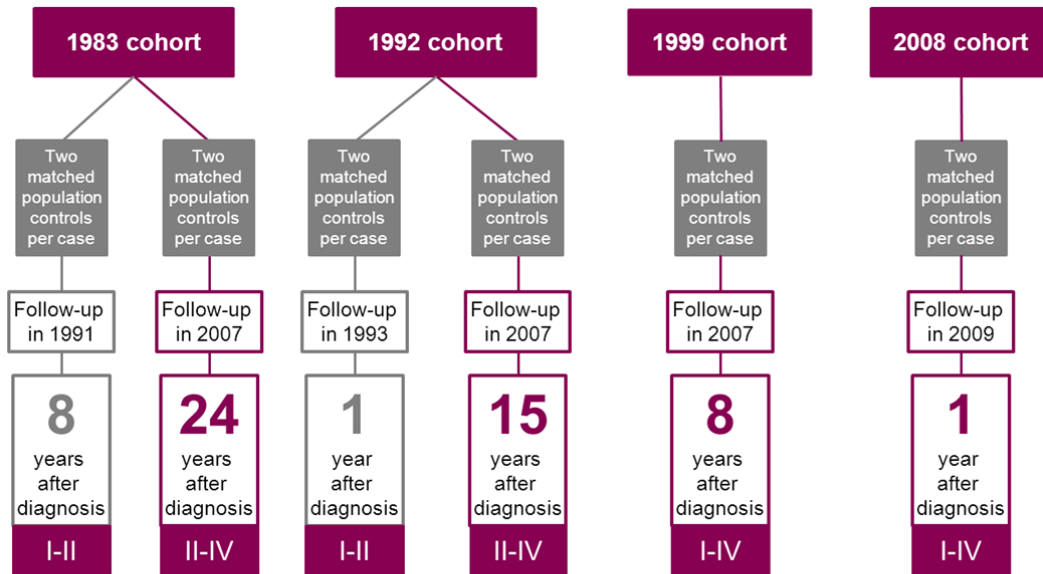 1983 cohort
1992 cohort
1999 cohort
2008 cohort
Two
matched
population
controls
per case
Two
matched
population
controls
per case
Two
matched
population
controls
per case
Two
matched
population
controls
per case
Two
matched
population
controls
per case
Two
matched
population
controls
per case
Follow-up
in 1991
Follow-up
in 2007
Follow-up
in 1993
Follow-up
in 2007
Follow-up
in 2007
Follow-up
in 2009
8
years
after
diagnosis
24
years
after
diagnosis
1
year
after
diagnosis
15
years
after
diagnosis
8
years
after
diagnosis
1
years
after
diagnosis
I-II
II-IV
I-II
II-IV
I-IV
I-IV